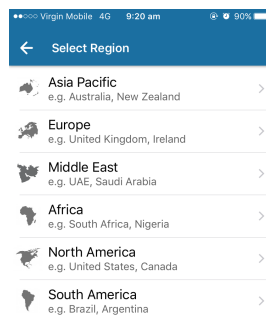 Virgin Mobile 4G 9:20 am 90%
Select Region
Asia Pacific
e.g. Australia, New Zealand
Europe
e.g. United Kingdom, Ireland
Middle East
e.g. UAE, Saudi Arabia
Africa
e.g. South Africa, Nigeria
North America
e.g. United States, Canada
South America
e.g. Brazil, Argentina